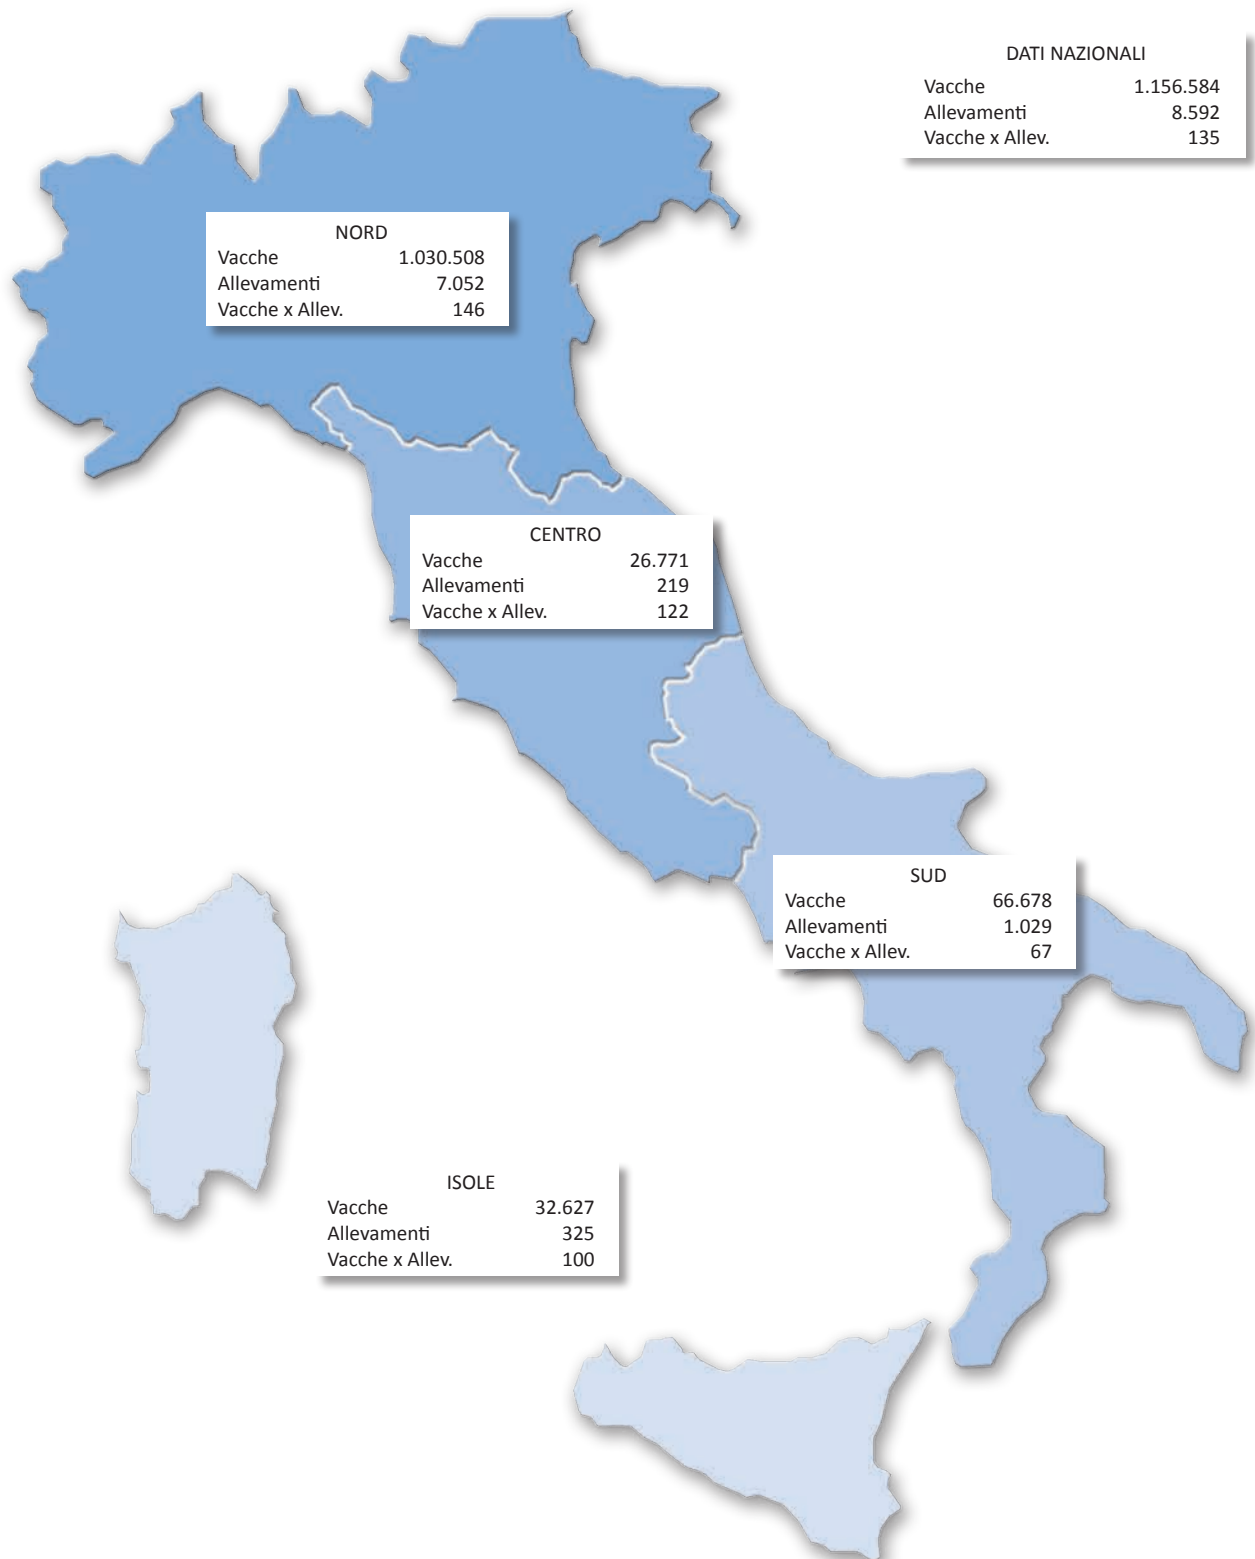 DATI NAZIONALI
Vacche 1.156.584
Allevamenti 8.592
Vacche x Allev. 135
NORD
Vacche 1.030.508
Allevamenti 7.052
Vacche x Allev. 146
CENTRO
Vacche 26.771
Allevamenti 219
Vacche x Allev. 122
SUD
Vacche 66.678
Allevamenti 1.029
Vacche x Allev. 67
ISOLE
Vacche 32.627
Allevamenti 325
Vacche x Allev. 100